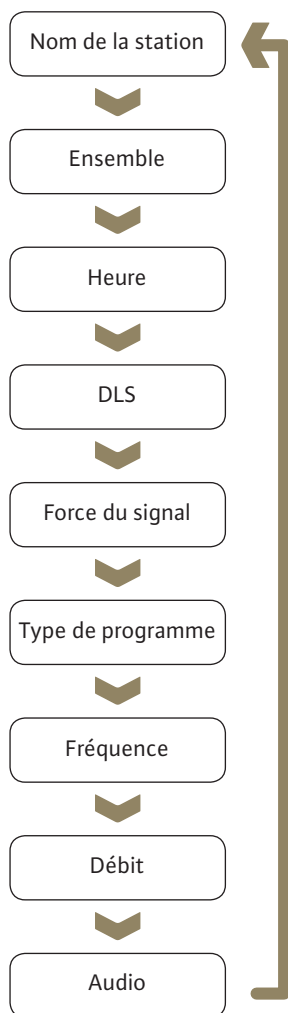 Nom de la station
Ensemble
Heure
DLS
Force du signal
Type de programme
Fréquence
Débit
Audio